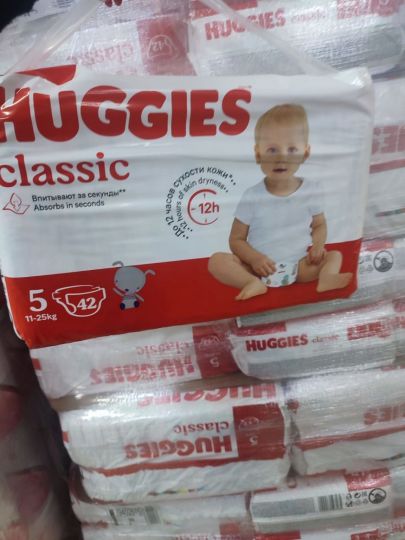 HUGGIES
classic
Впитывают за секунды**
Absorbs in seconds
До 12 часов сухости кожи*
12 hours of skin dryness
12h
5
42
11-25kg
HUGGIES classic
HUGGIES
classic
5